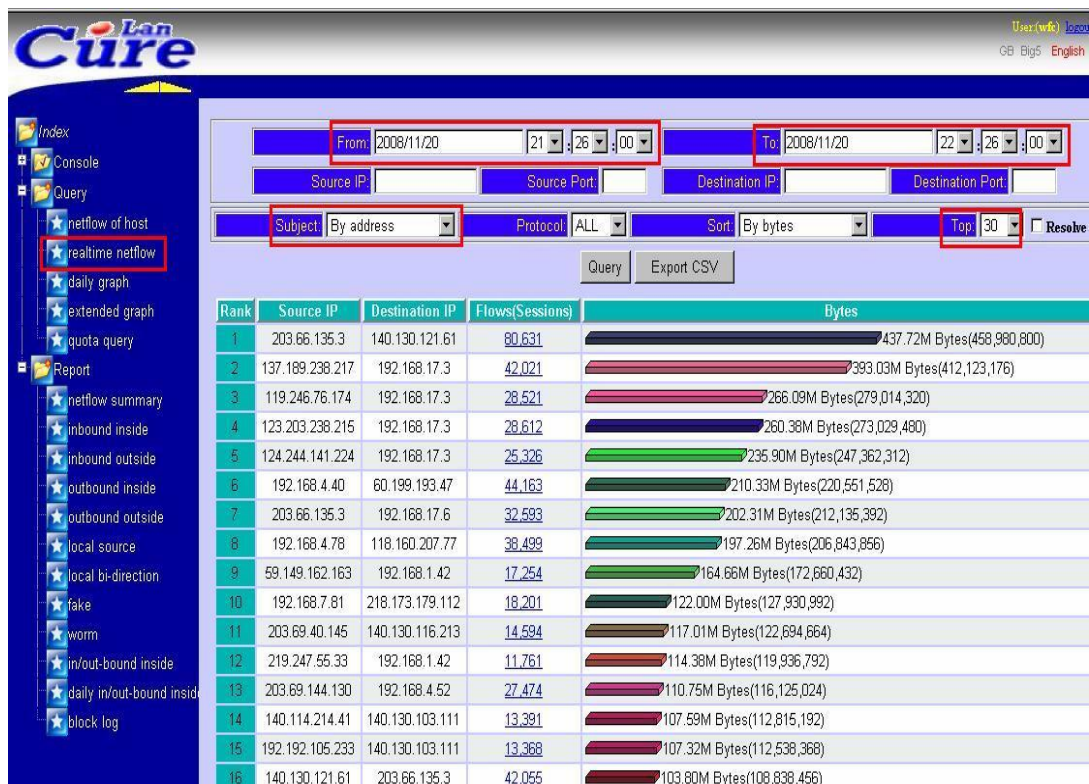 Lan
Cure
User:(wfc) logout
GB Big5 English
Index
Console
Query
netflow of host
realtime netflow
daily graph
extended graph
quota query
Report
netflow summary
inbound inside
inbound outside
outbound inside
outbound outside
local source
local bi-direction
fake
worm
in/out-bound inside
daily in/out-bound inside
block log
From: 2008/11/20 21 : 26 : 00 To: 2008/11/20 22 : 26 : 00
Source IP: Source Port: Destination IP: Destination Port:
Subject: By address Protocol: ALL Sort: By bytes Top: 30 Resolve
Query Export CSV
Rank Source IP Destination IP Flows(Sessions) Bytes
1 203.66.135.3 140.130.121.61 80,631 437.72M Bytes(458,980,800)
2 137.189.238.217 192.168.17.3 42,021 393.03M Bytes(412,123,176)
3 119.246.76.174 192.168.17.3 28,521 266.09M Bytes(279,014,320)
4 123.203.238.215 192.168.17.3 28,612 260.38M Bytes(273,029,480)
5 124.244.141.224 192.168.17.3 25,326 235.90M Bytes(247,362,312)
6 192.168.4.40 60.199.193.47 44,163 210.33M Bytes(220,551,528)
7 203.66.135.3 192.168.17.6 32,593 202.31M Bytes(212,135,392)
8 192.168.4.78 118.160.207.77 38,499 197.26M Bytes(206,843,856)
9 59.149.162.163 192.168.1.42 17,254 164.66M Bytes(172,660,432)
10 192.168.7.81 218.173.179.112 18,201 122.00M Bytes(127,930,992)
11 203.69.40.145 140.130.116.213 14,594 117.01M Bytes(122,694,664)
12 219.247.55.33 192.168.1.42 11,761 114.38M Bytes(119,936,792)
13 203.69.144.130 192.168.4.52 27,474 110.75M Bytes(116,125,024)
14 140.114.214.41 140.130.103.111 13,391 107.59M Bytes(112,815,192)
15 192.192.105.233 140.130.103.111 13,368 107.32M Bytes(112,538,368)
16 140.130.121.61 203.66.135.3 42,055 103.80M Bytes(108,838,456)